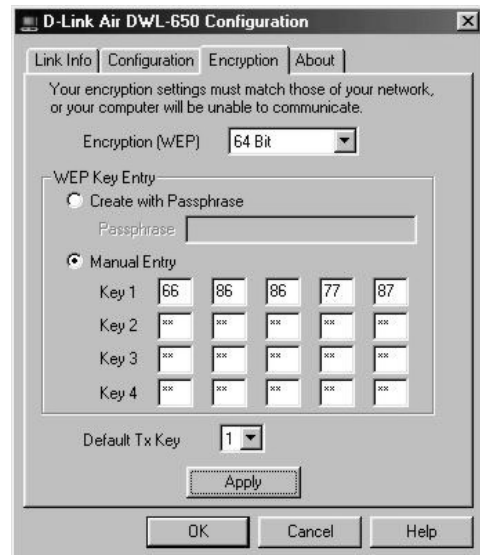 D-Link Air DWL-650 Configuration
Link Info Configuration Encryption About
Your encryption settings must match those of your network,
or your computer will be unable to communicate.
Encryption (WEP) 64 Bit
WEP Key Entry
Create with Passphrase
Passphrase
Manual Entry
Key 1 66 86 86 77 87
Key 2 ** ** ** ** **
Key 3 ** ** ** ** **
Key 4 ** ** ** ** **
Default Tx Key 1
Apply
OK Cancel Help